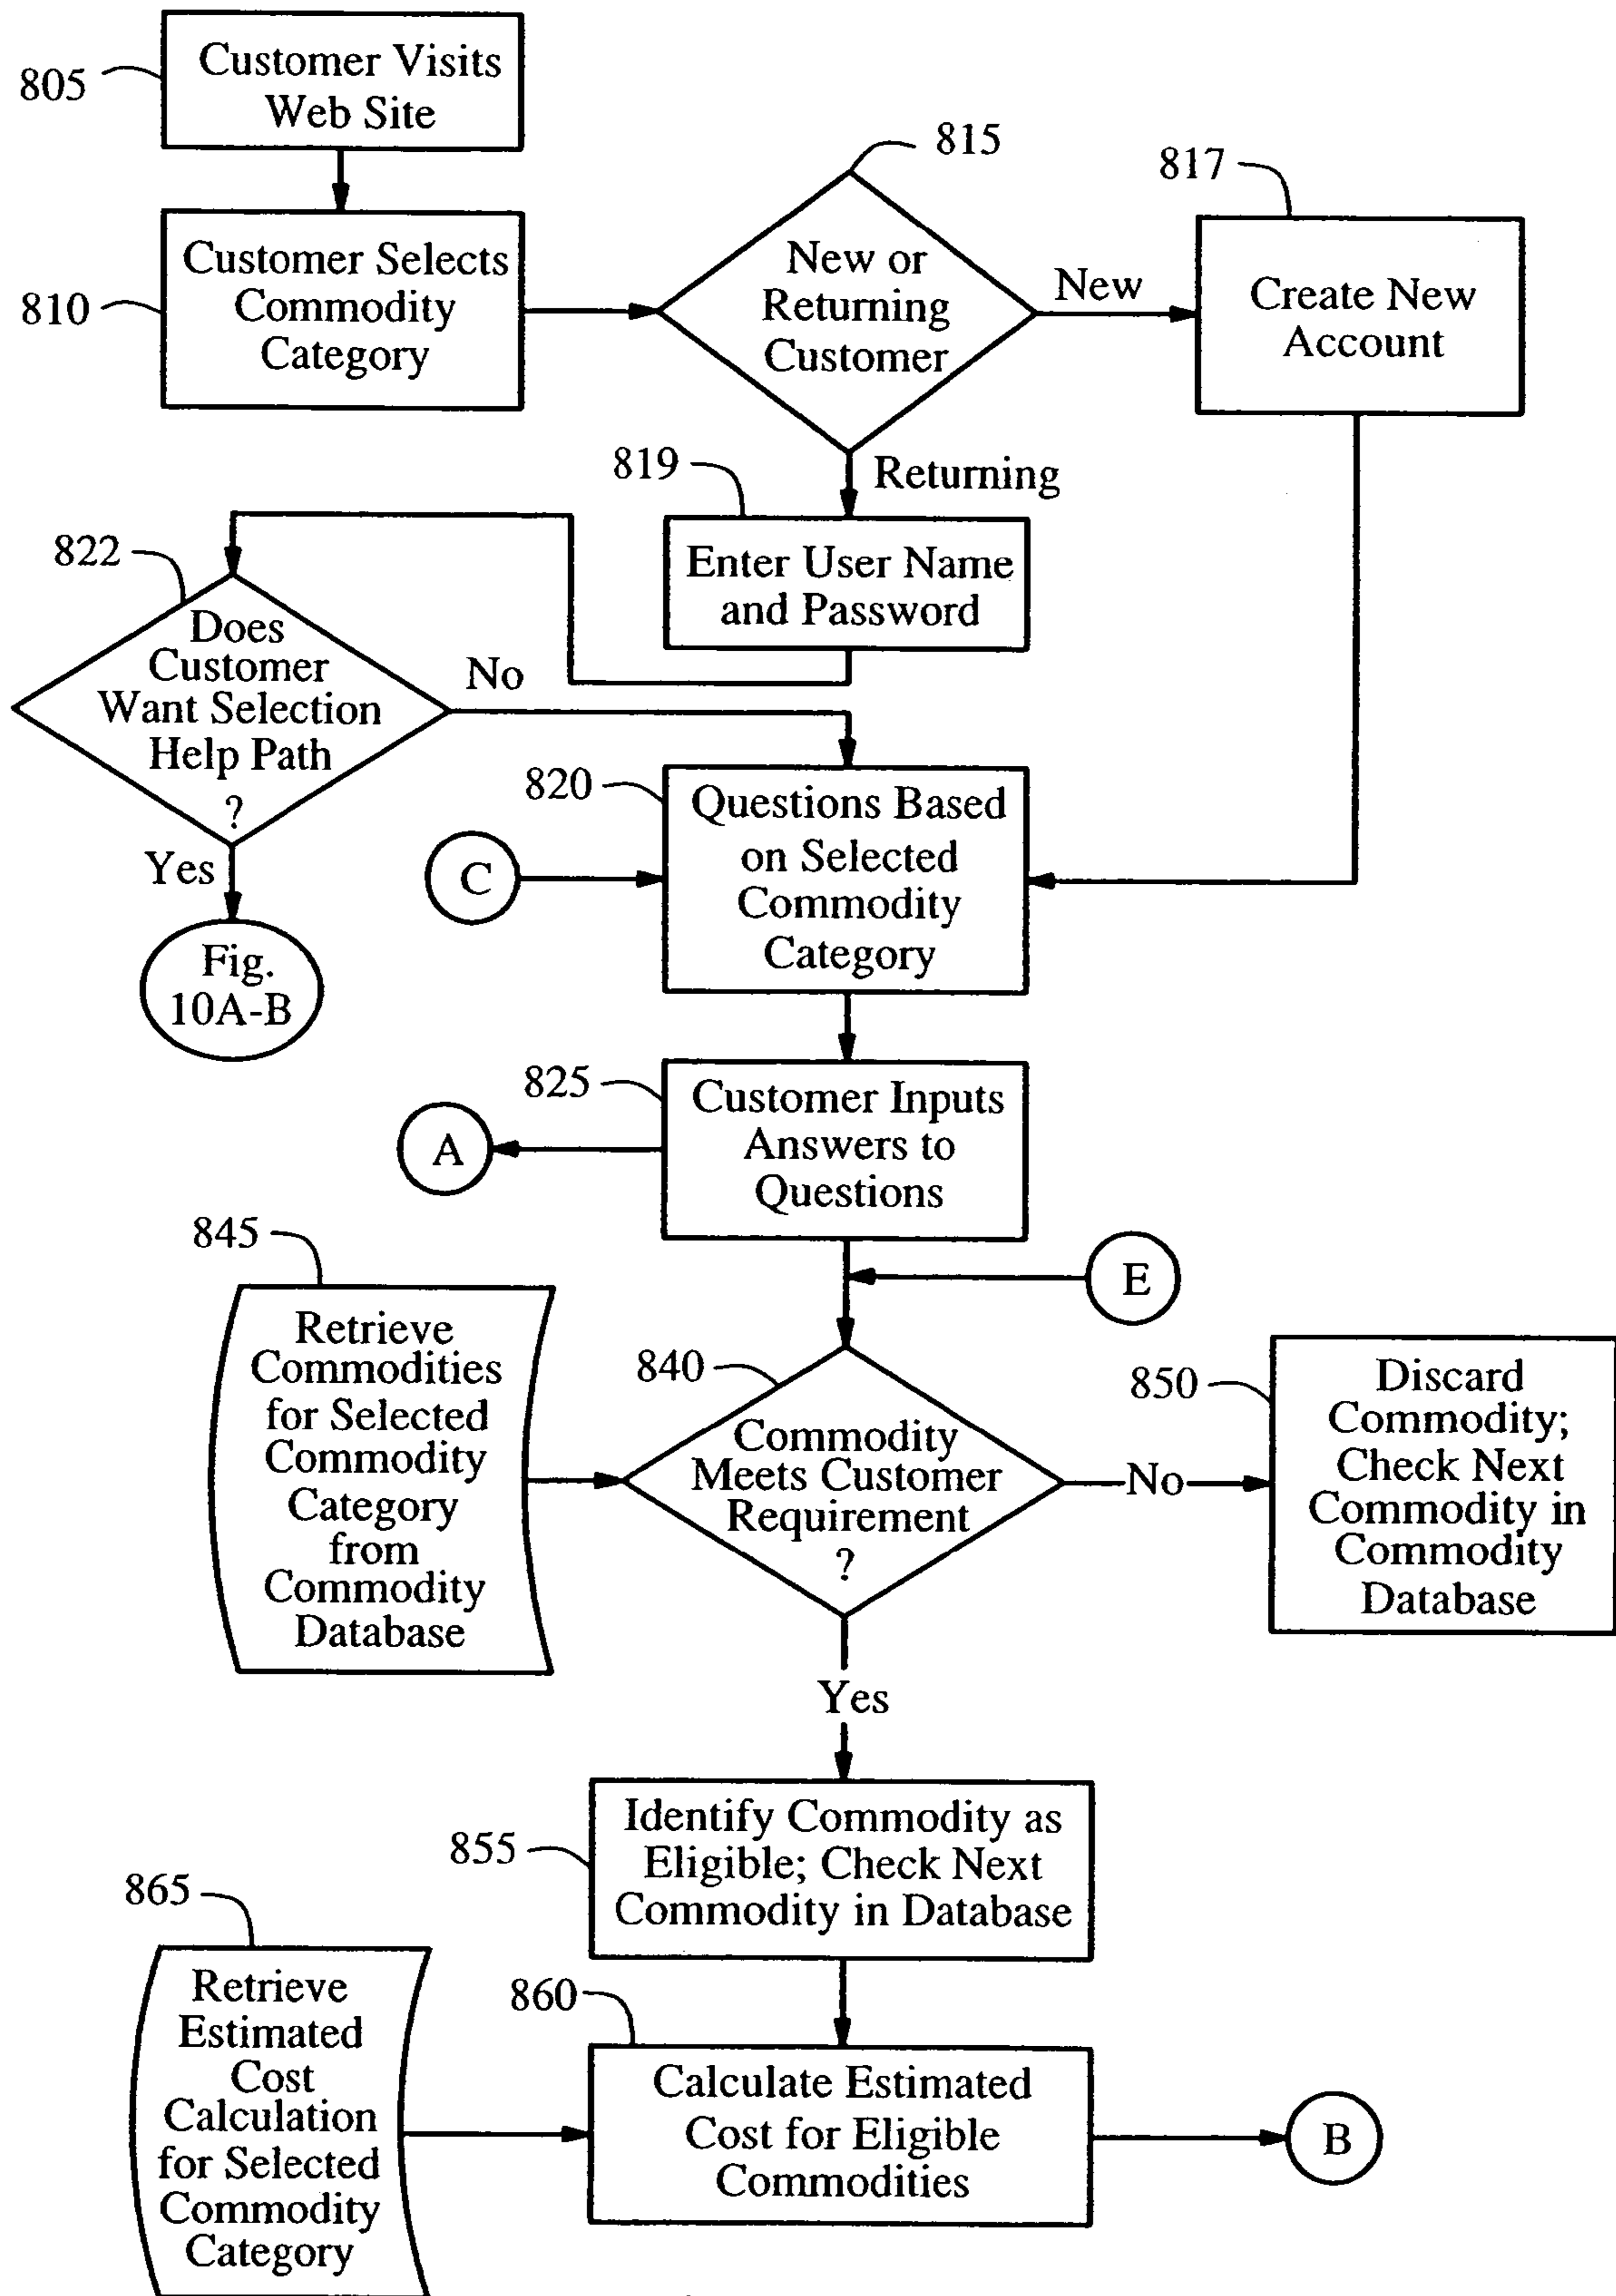 805
Customer Visits
Web Site
810
Customer Selects
Commodity
Category
815
New or
Returning
Customer
New
817
Create New
Account
Returning
819
Enter User Name
and Password
822
Does
Customer
Want Selection
Help Path
?
No
Yes
Fig.
10A-B
820
Questions Based
on Selected
Commodity
Category
C
825
Customer Inputs
Answers to
Questions
A
E
845
Retrieve
Commodities
for Selected
Commodity
Category
from
Commodity
Database
840
Commodity
Meets Customer
Requirement
?
No
850
Discard
Commodity;
Check Next
Commodity in
Commodity
Database
Yes
855
Identify Commodity as
Eligible; Check Next
Commodity in Database
865
Retrieve
Estimated
Cost
Calculation
for Selected
Commodity
Category
860
Calculate Estimated
Cost for Eligible
Commodities
B